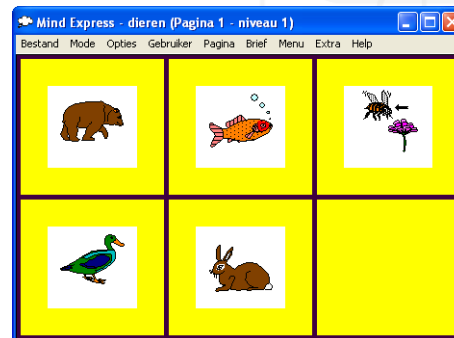 Mind Express - dieren (Pagina 1 - niveau 1)
Bestand Mode Opties Gebruiker Pagina Brief Menu Extra Help